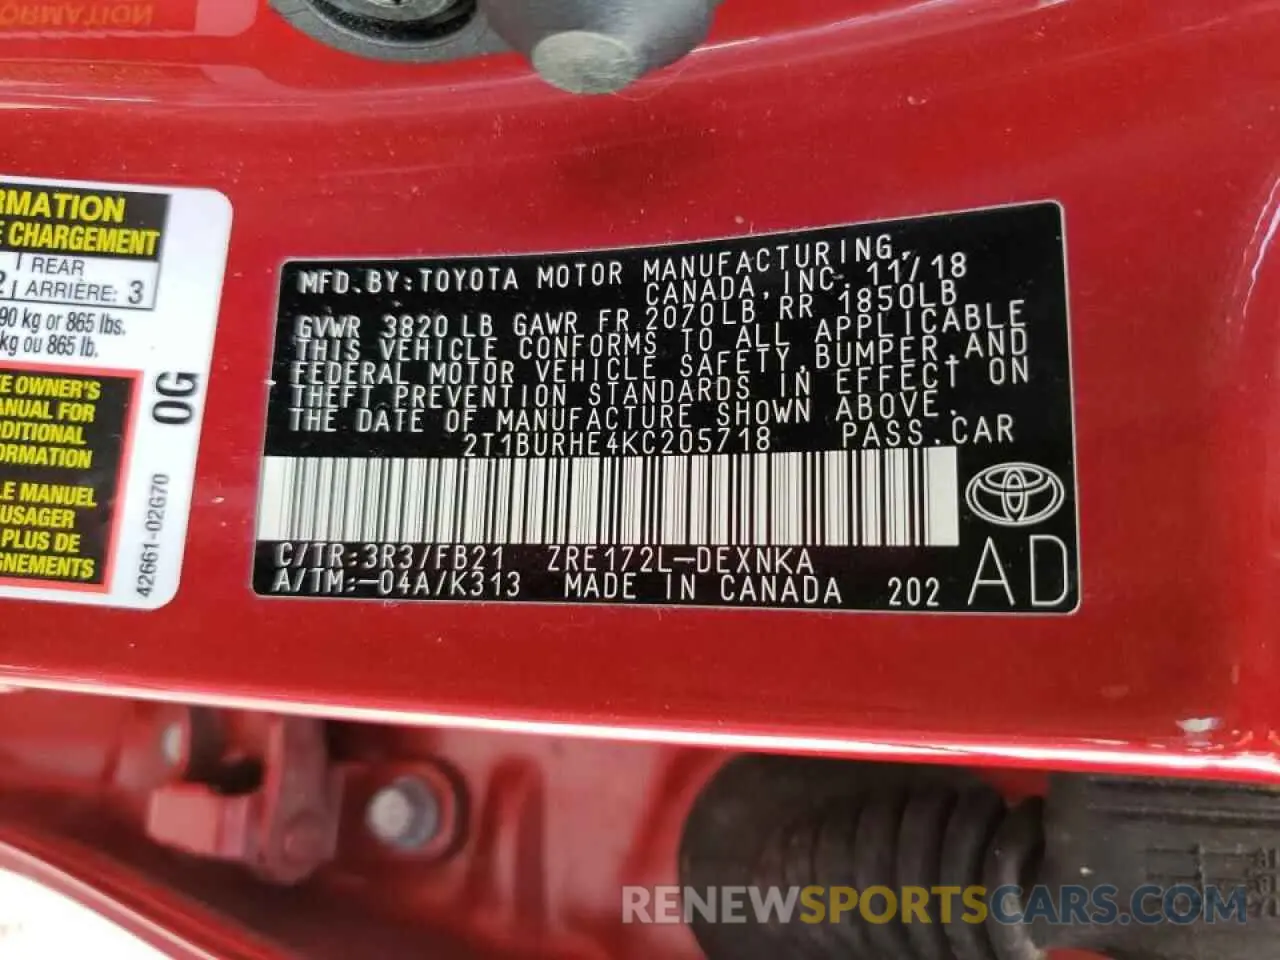 ORMATION
RMATION
E CHARGEMENT
2 REAR
ARRIÈRE: 3
90 kg or 865 lbs.
kg ou 865 lb.
E OWNER'S
ANUAL FOR
DDITIONAL
ORMATION
LE MANUEL
USAGER
PLUS DE
GNEMENTS
0G
42661-02G70
MFD. BY: TOYOTA MOTOR MANUFACTURING,
CANADA, INC. 11/18
GVWR 3820 LB GAWR FR 2070LB RR 1850LB
THIS VEHICLE CONFORMS TO ALL APPLICABLE
FEDERAL MOTOR VEHICLE SAFETY, BUMPER, AND
THEFT PREVENTION STANDARDS IN EFFECT ON
THE DATE OF MANUFACTURE SHOWN ABOVE.
2T1BURHE4KC205718 PASS. CAR
C/TR: 3R3/FB21 ZRE172L-DEXNKA
A/TM: -04A/K313 MADE IN CANADA 202
AD
RENEWSPORTSCARS.COM